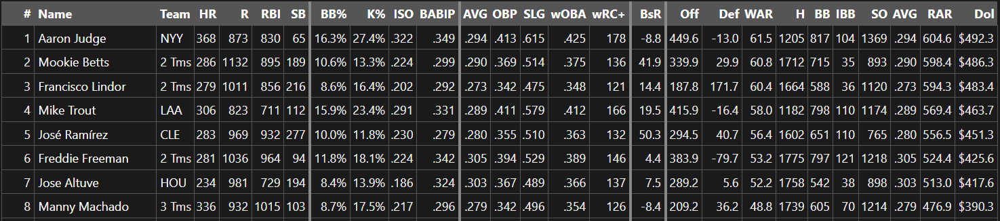 # Name Team HR R RBI SB BB% K% ISO BABIP AVG OBP SLG wOBA wRC+ BsR Off Def WAR H BB IBB SO AVG RAR Dol
1 Aaron Judge NYY 368 873 830 65 16.3% 27.4% .322 .349 .294 .413 .615 .425 178 -8.8 449.6 -13.0 61.5 1205 817 104 1369 .294 604.6 $492.3
2 Mookie Betts 2 Tms 286 1132 895 189 10.6% 13.3% .224 .299 .290 .369 .514 .375 136 41.9 339.9 29.9 60.8 1712 715 35 893 .290 598.4 $486.3
3 Francisco Lindor 2 Tms 279 1011 856 216 8.6% 16.4% .202 .292 .273 .342 .475 .348 121 14.4 187.8 171.7 60.4 1664 588 36 1120 .273 594.3 $483.4
4 Mike Trout LAA 306 823 711 112 15.9% 23.4% .291 .331 .289 .411 .579 .412 166 19.5 415.9 -16.4 58.0 1182 798 110 1174 .289 569.4 $463.7
5 José Ramírez CLE 283 969 932 277 10.0% 11.8% .230 .279 .280 .355 .510 .363 132 50.3 294.5 40.7 56.4 1602 651 110 765 .280 556.5 $451.3
6 Freddie Freeman 2 Tms 281 1036 964 94 11.8% 18.1% .224 .342 .305 .394 .529 .389 146 4.4 383.9 -79.7 53.2 1775 797 121 1218 .305 524.4 $425.6
7 Jose Altuve HOU 234 981 729 194 8.4% 13.9% .186 .324 .303 .367 .489 .366 137 7.5 289.2 5.6 52.2 1758 542 38 898 .303 513.0 $417.6
8 Manny Machado 3 Tms 336 932 1015 103 8.7% 17.5% .217 .296 .279 .342 .496 .354 126 -8.4 209.2 36.2 48.8 1739 605 70 1214 .279 476.9 $390.3